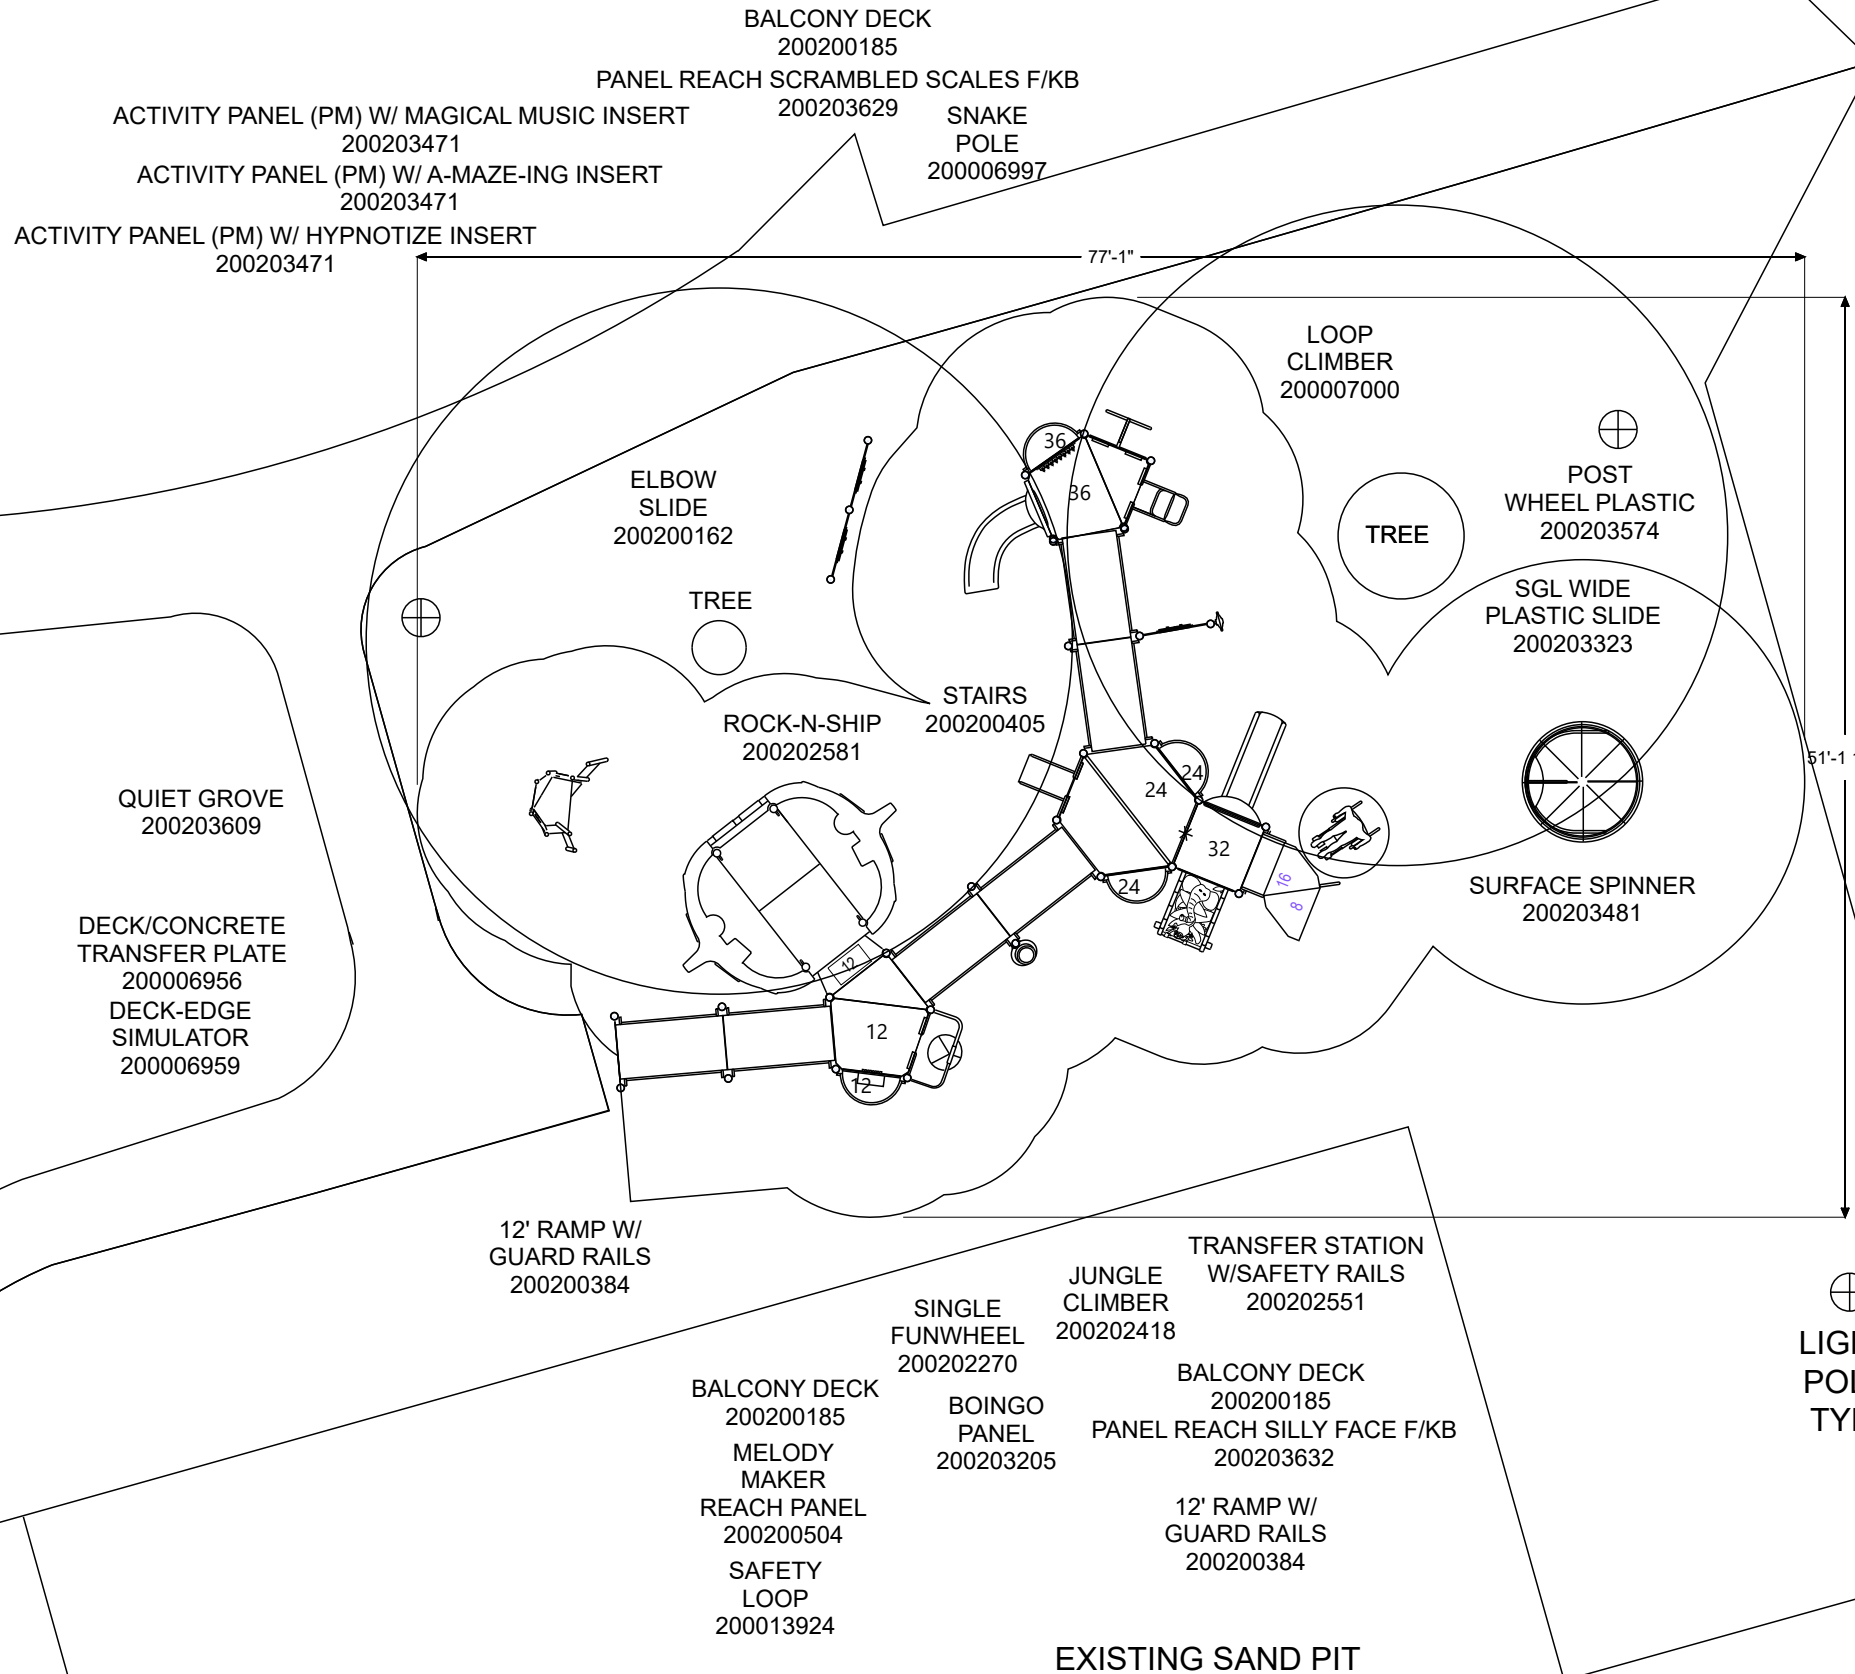 BALCONY DECK
200200185
PANEL REACH SCRAMBLED SCALES F/KB
200203629
SNAKE
POLE
200006997
ACTIVITY PANEL (PM) W/ MAGICAL MUSIC INSERT
200203471
ACTIVITY PANEL (PM) W/ A-MAZE-ING INSERT
200203471
ACTIVITY PANEL (PM) W/ HYPNOTIZE INSERT
200203471
77'-1"
LOOP
CLIMBER
200007000
36
36
ELBOW
SLIDE
200200162
POST
WHEEL PLASTIC
200203574
TREE
SGL WIDE
PLASTIC SLIDE
200203323
TREE
STAIRS
200200405
ROCK-N-SHIP
200202581
51'-1
24
24
32
24
16
8
QUIET GROVE
200203609
SURFACE SPINNER
200203481
DECK/CONCRETE
TRANSFER PLATE
200006956
DECK-EDGE
SIMULATOR
200006959
12
12
12
12' RAMP W/
GUARD RAILS
200200384
TRANSFER STATION
W/SAFETY RAILS
200202551
JUNGLE
CLIMBER
200202418
SINGLE
FUNWHEEL
200202270
BALCONY DECK
200200185
BALCONY DECK
200200185
BOINGO
PANEL
200203205
PANEL REACH SILLY FACE F/KB
200203632
MELODY
MAKER
REACH PANEL
200200504
12' RAMP W/
GUARD RAILS
200200384
SAFETY
LOOP
200013924
EXISTING SAND PIT